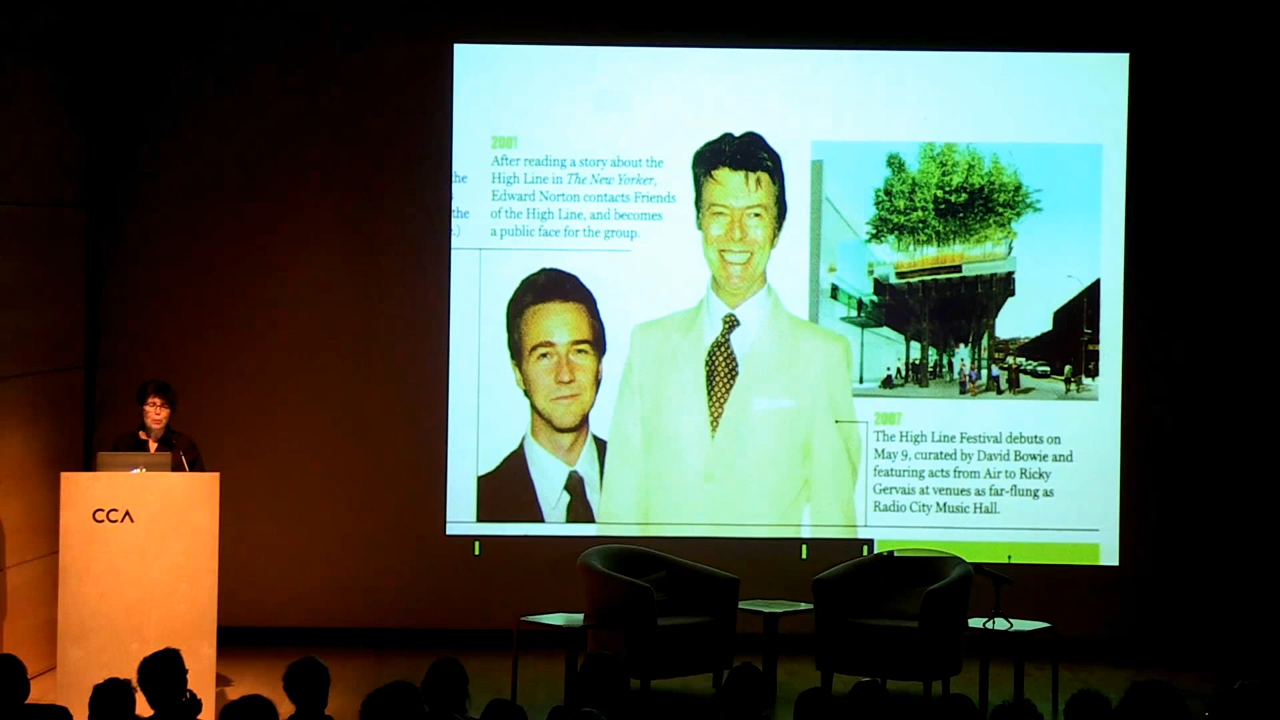 2001
After reading a story about the
High Line in The New Yorker,
Edward Norton contacts Friends
of the High Line, and becomes
a public face for the group.
the
the
.)
2007
The High Line Festival debuts on
May 9, curated by David Bowie and
featuring acts from Air to Ricky
Gervais at venues as far-flung as
Radio City Music Hall.
CCA